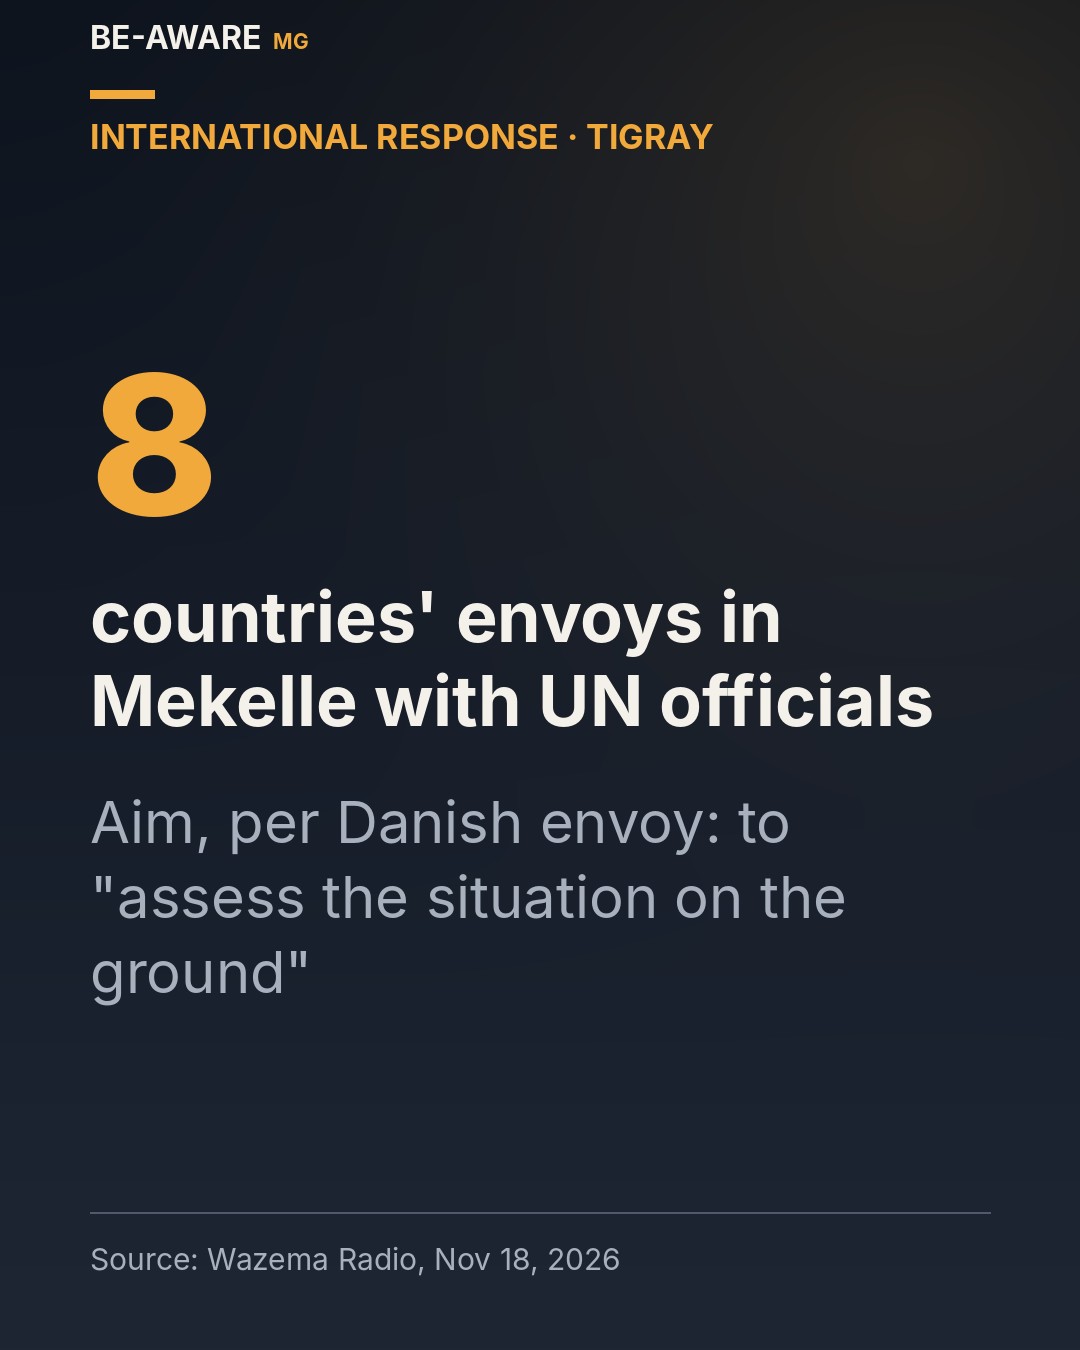 BE-AWARE MG
INTERNATIONAL RESPONSE · TIGRAY
8
countries' envoys in
Mekelle with UN officials
Aim, per Danish envoy: to
"assess the situation on the
ground"
Source: Wazema Radio, Nov 18, 2026